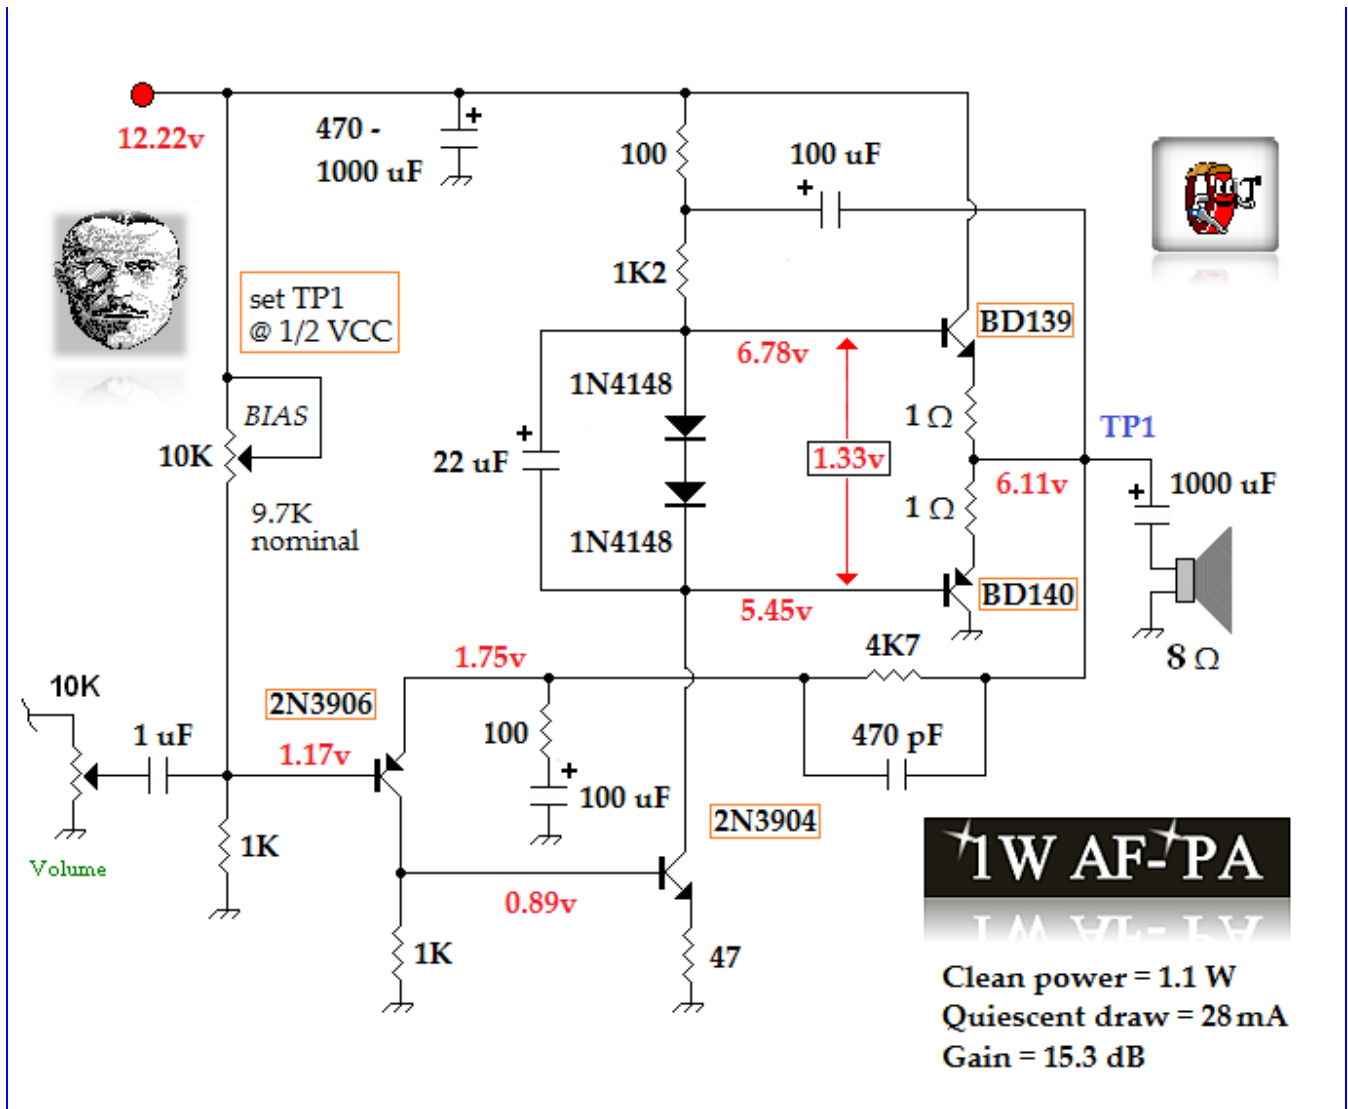 12.22v
470 -
1000 uF
100
100 uF
1K2
set TP1
@ 1/2 VCC
BD139
6.78v
1N4148
BIAS
1 Ω
TP1
10K
22 uF
1.33v
6.11v
1000 uF
9.7K
nominal
1 Ω
1N4148
BD140
5.45v
8 Ω
4K7
1.75v
10K
2N3906
1 uF
1.17v
100
470 pF
100 uF
2N3904
1K
Volume
0.89v
1W AF-PA
1K
47
Clean power = 1.1 W
Quiescent draw = 28 mA
Gain = 15.3 dB